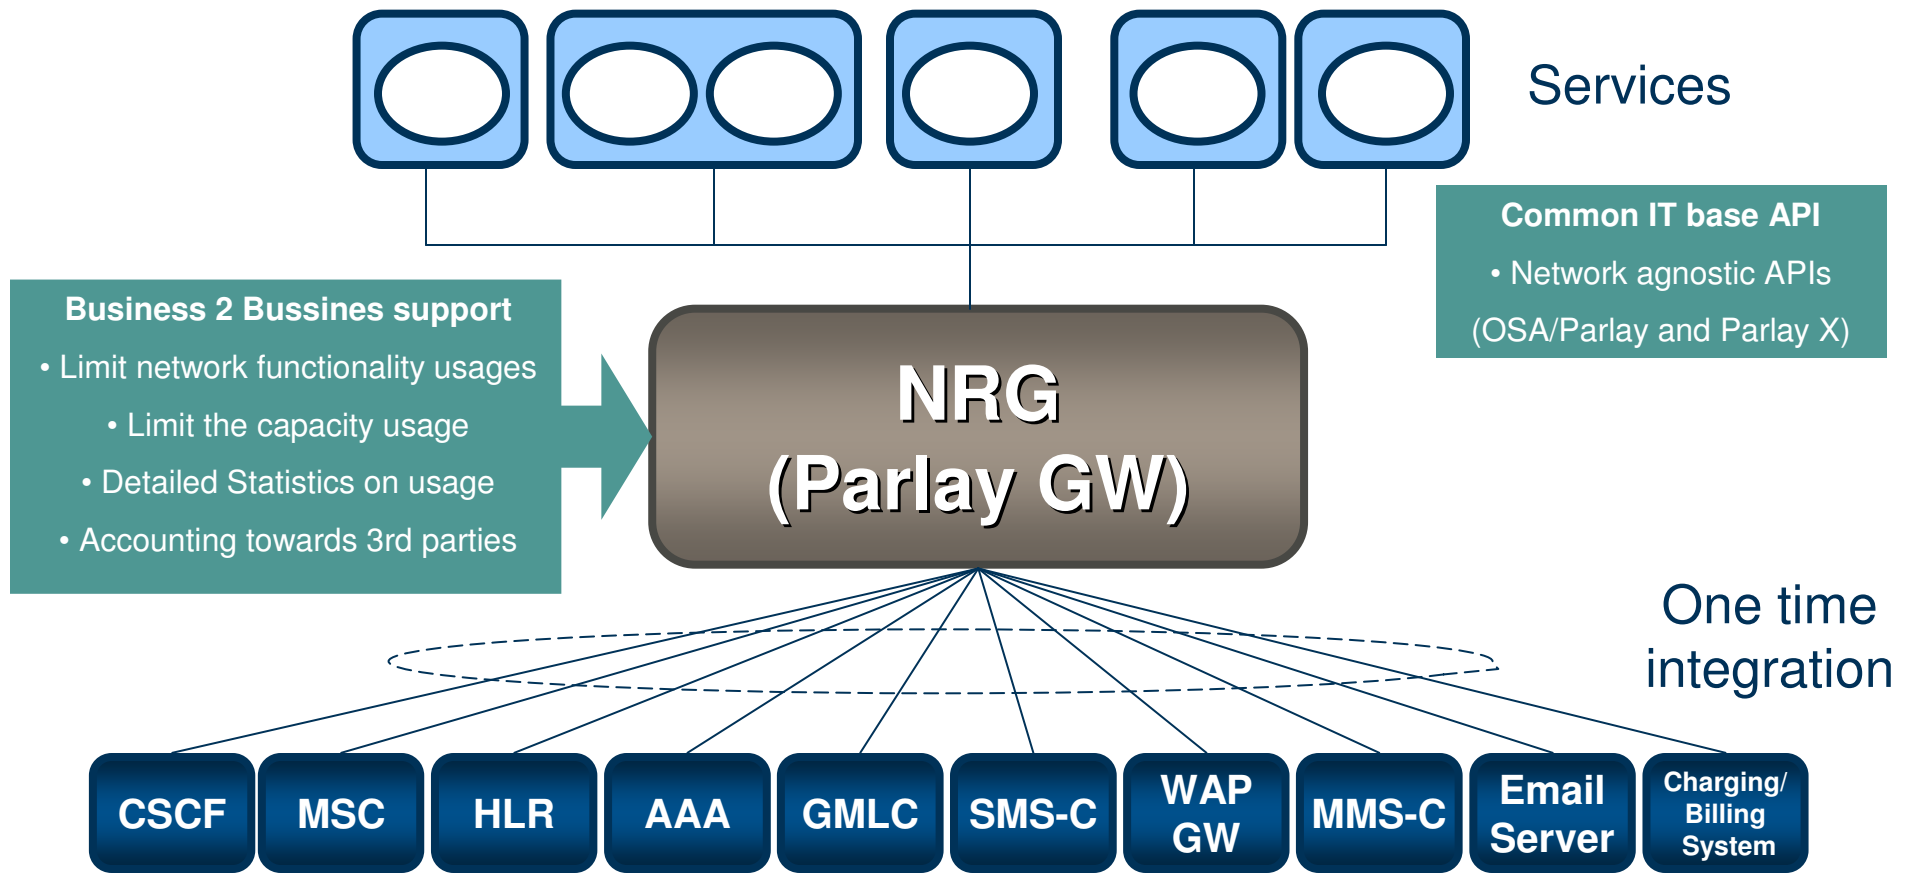 Services
Common IT base API
• Network agnostic APIs
(OSA/Parlay and Parlay X)
Business 2 Bussines support
• Limit network functionality usages
• Limit the capacity usage
• Detailed Statistics on usage
• Accounting towards 3rd parties
NRG
(Parlay GW)
One time
integration
CSCF
MSC
HLR
AAA
GMLC
SMS-C
WAP
GW
MMS-C
Email
Server
Charging/
Billing
System